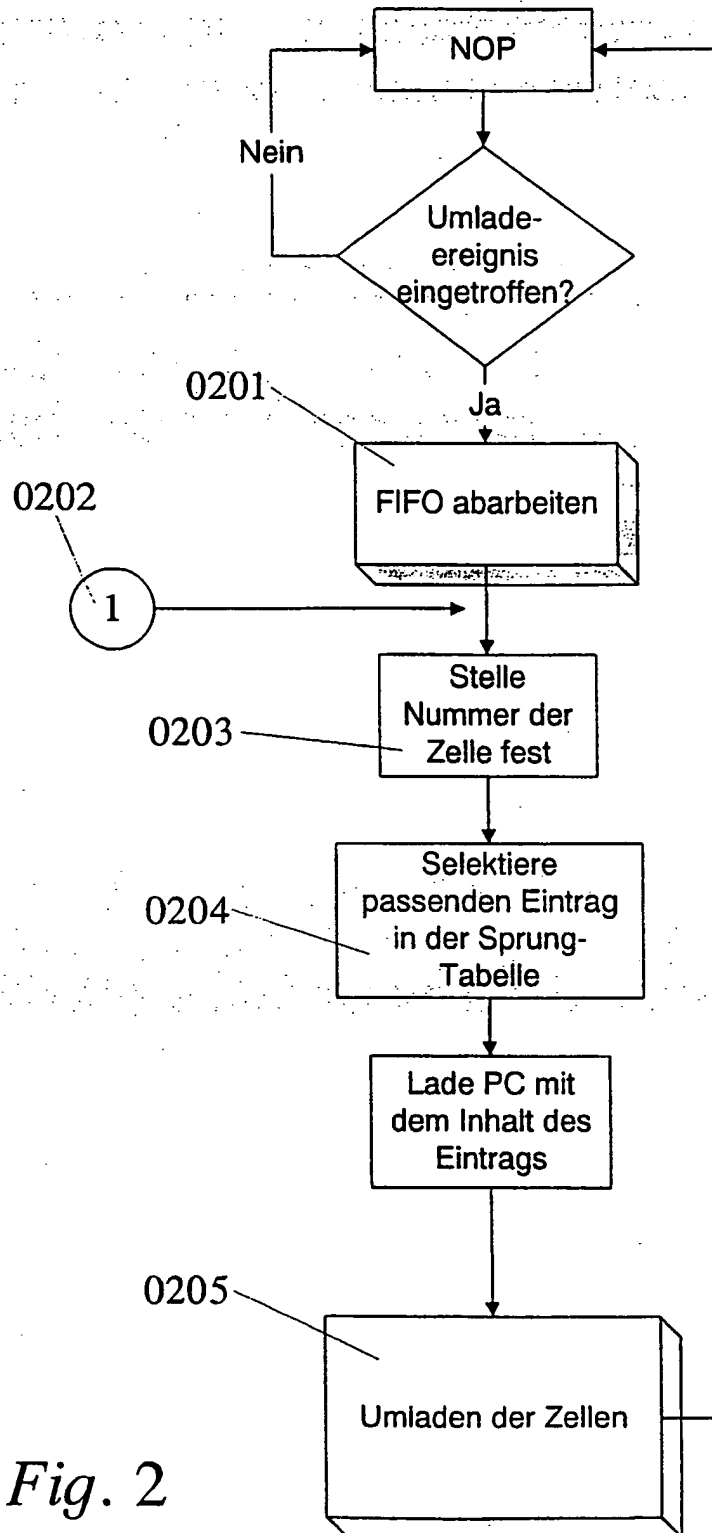 NOP
Nein
Umlade-
ereignis
eingetroffen?
Ja
0201
FIFO abarbeiten
0202
1
Stelle
Nummer der
Zelle fest
0203
Selektiere
passenden Eintrag
in der Sprung-
Tabelle
0204
Lade PC mit
dem Inhalt des
Eintrags
0205
Umladen der Zellen
Fig. 2